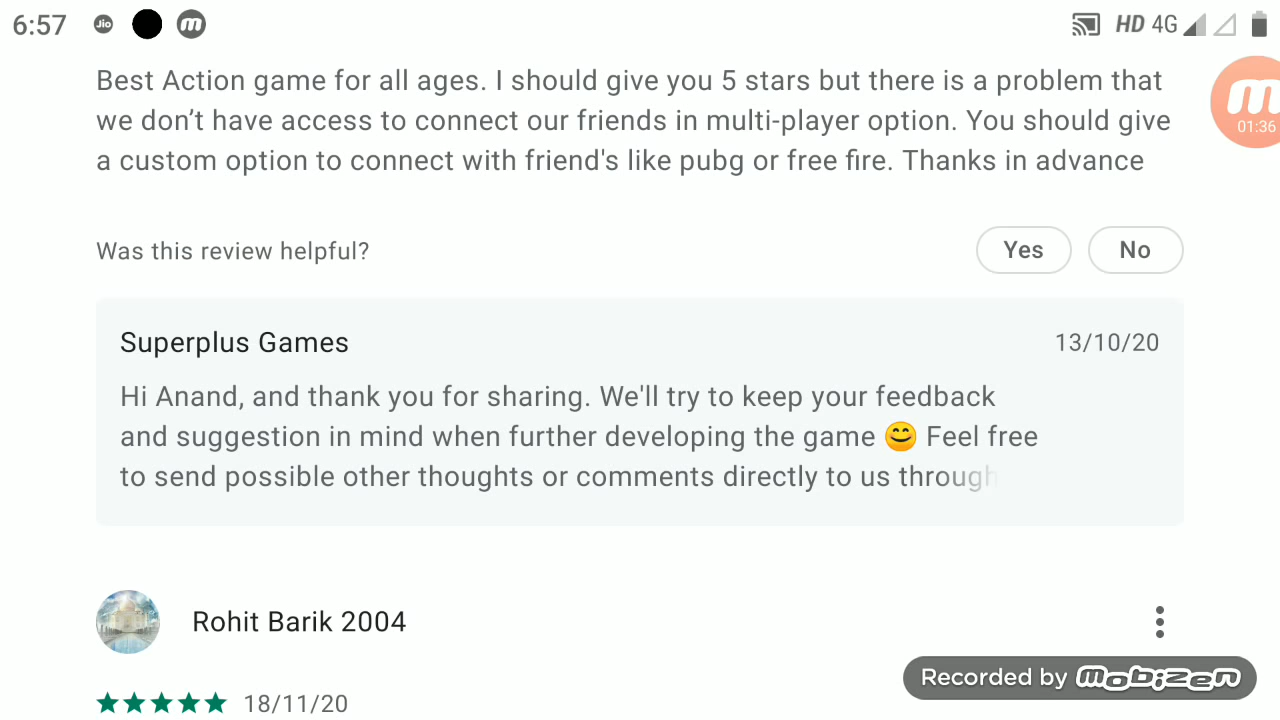 6:57 Jio m HD 4G
Best Action game for all ages. I should give you 5 stars but there is a problem that
we don’t have access to connect our friends in multi-player option. You should give
a custom option to connect with friend's like pubg or free fire. Thanks in advance
m
01:36
Was this review helpful? Yes No
Superplus Games 13/10/20
Hi Anand, and thank you for sharing. We'll try to keep your feedback
and suggestion in mind when further developing the game 😊 Feel free
to send possible other thoughts or comments directly to us through
Rohit Barik 2004
Recorded by mobizen
18/11/20